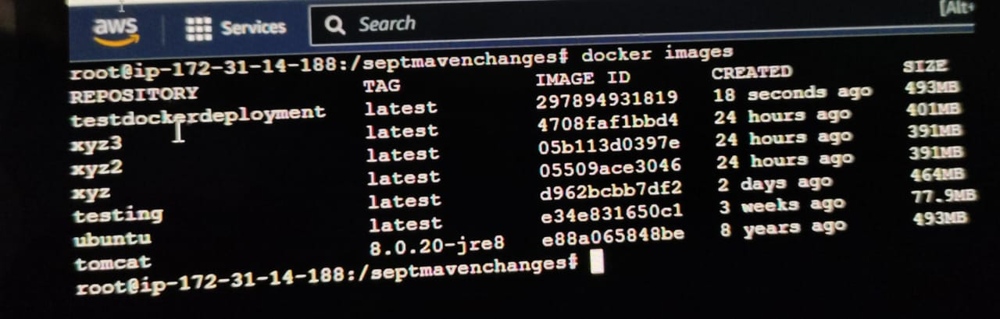 aws Services Search [Alt+
root@ip-172-31-14-188:/septmavenchanges# docker images
REPOSITORY TAG IMAGE ID CREATED SIZE
testdockerdeployment latest 297894931819 18 seconds ago 493MB
xyz3 latest 4708faf1bbd4 24 hours ago 401MB
xyz2 latest 05b113d0397e 24 hours ago 391MB
xyz latest 05509ace3046 24 hours ago 391MB
testing latest d962bcbb7df2 2 days ago 464MB
ubuntu latest e34e831650c1 3 weeks ago 77.9MB
tomcat 8.0.20-jre8 e88a065848be 8 years ago 493MB
root@ip-172-31-14-188:/septmavenchanges#